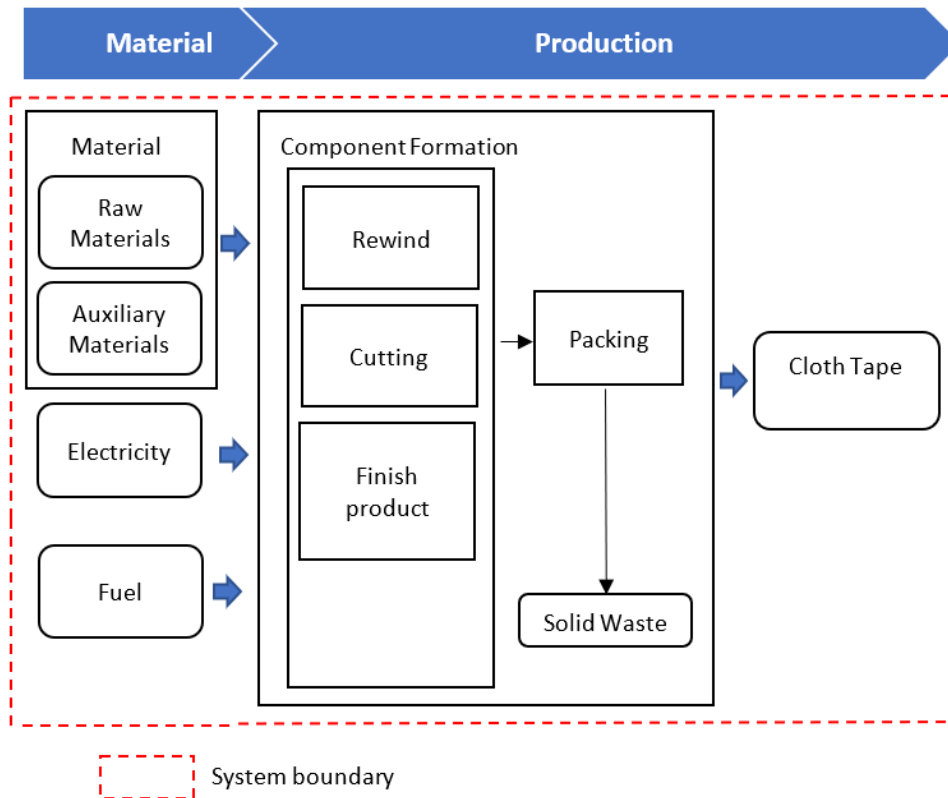 Material
Production
Material
Raw
Materials
Auxiliary
Materials
Electricity
Fuel
Component Formation
Rewind
Cutting
Finish
product
Packing
Solid Waste
Cloth Tape
System boundary